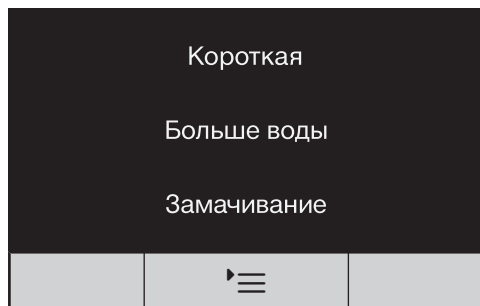 Короткая
Больше воды
Замачивание